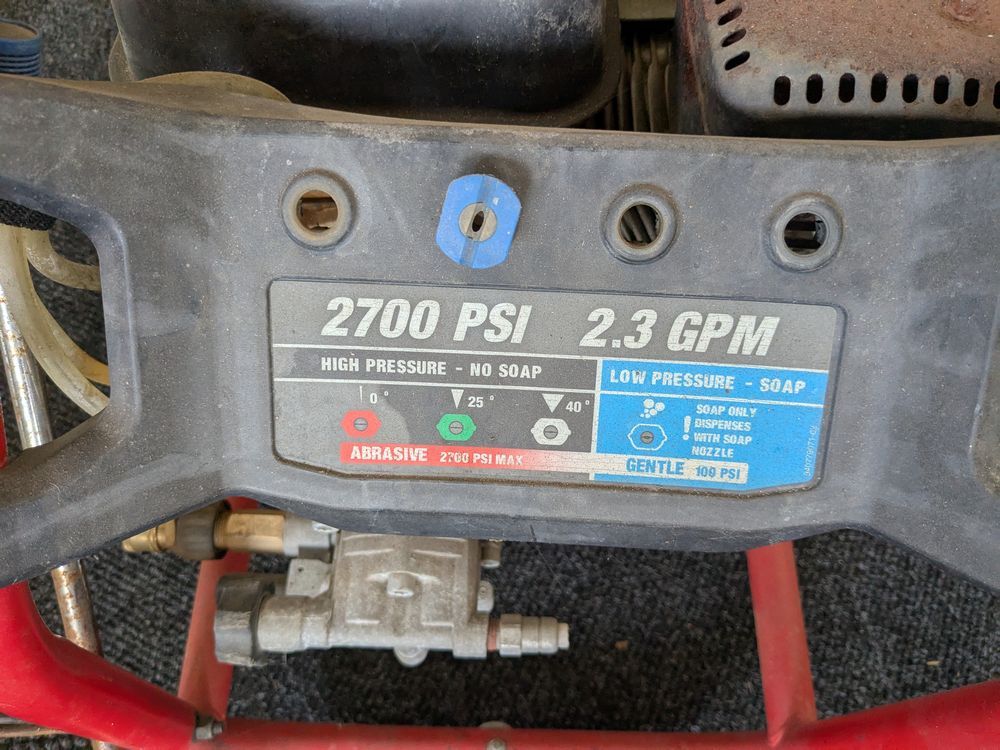 2700 PSI 2.3 GPM
HIGH PRESSURE - NO SOAP
LOW PRESSURE - SOAP
0°
25°
40°
SOAP ONLY
! DISPENSES
WITH SOAP
NOZZLE
ABRASIVE 2700 PSI MAX
GENTLE 100 PSI